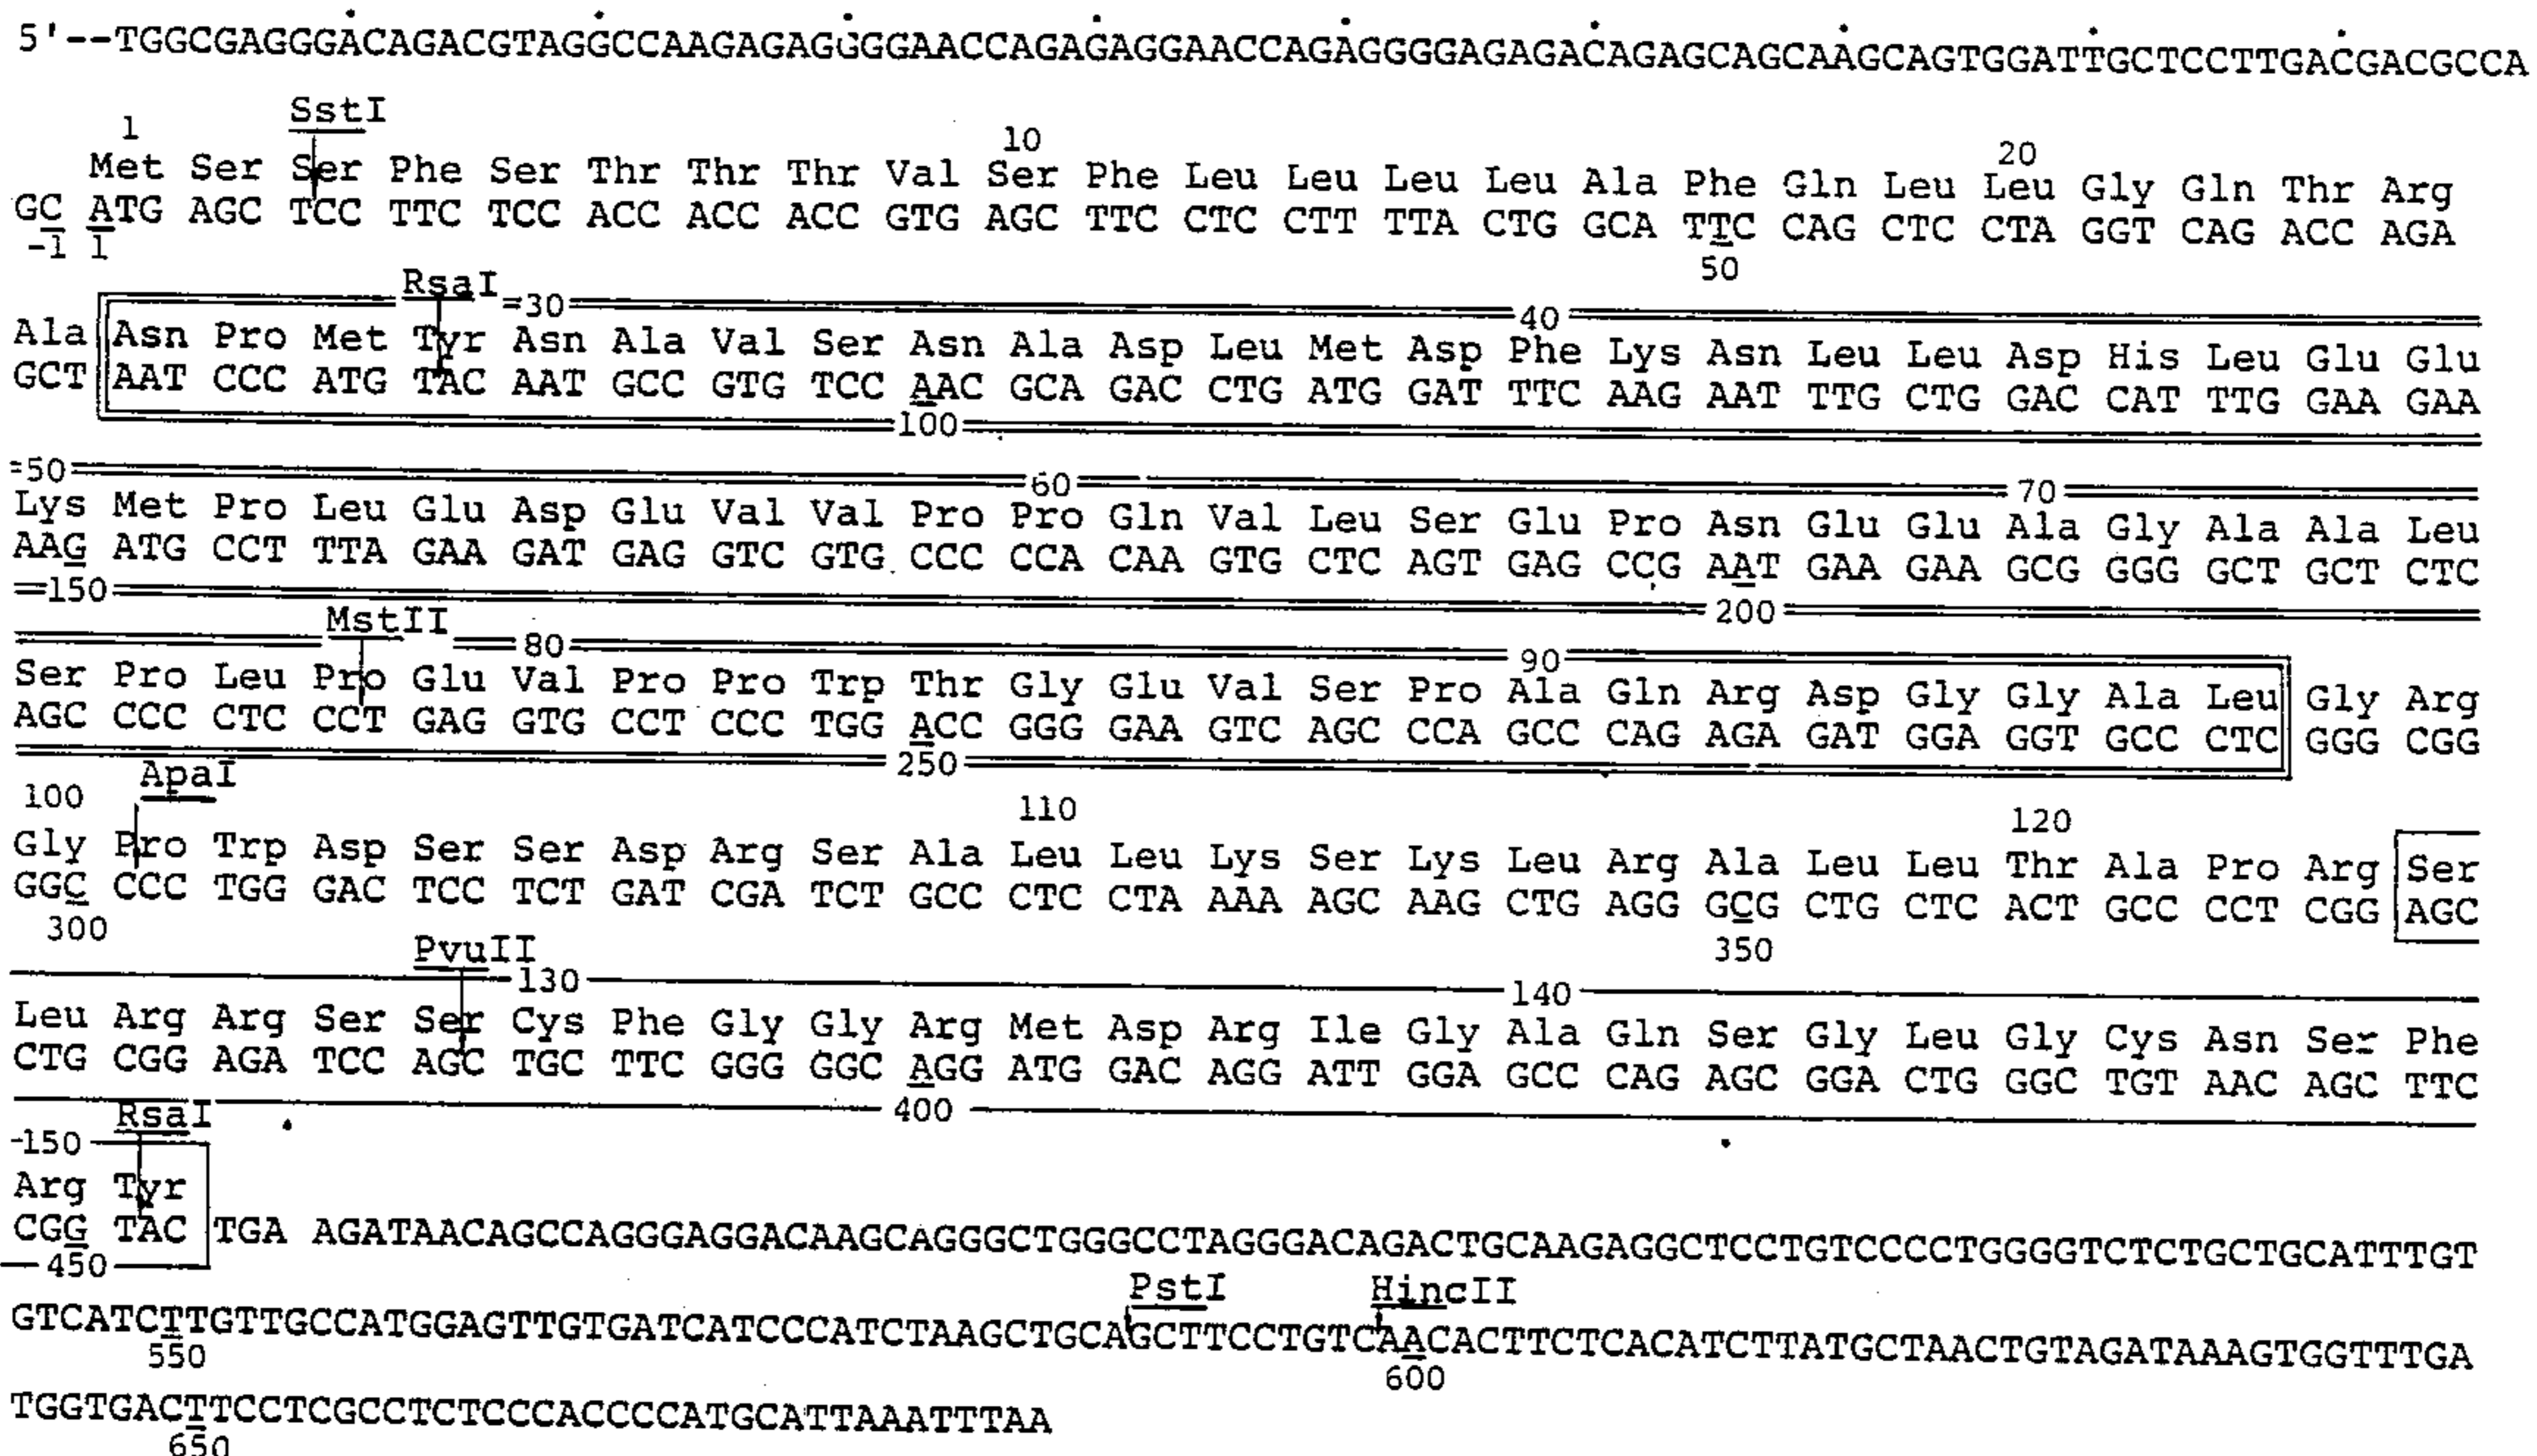 5'--TGGCGAGGGACAGACGTAGGCCAAGAGAGGGGAACCAGAGAGGAACCAGAGGGGAGAGACAGAGCAGCAAGCAGTGGATTGCTCCTTGACGACGCCA
SstI
1 10 20
Met Ser Ser Phe Ser Thr Thr Thr Val Ser Phe Leu Leu Leu Leu Ala Phe Gln Leu Leu Gly Gln Thr Arg
GC ATG AGC TCC TTC TCC ACC ACC ACC GTG AGC TTC CTC CTT TTA CTG GCA TTC CAG CTC CTA GGT CAG ACC AGA
-1 1 50
RsaI 30 40
Ala Asn Pro Met Tyr Asn Ala Val Ser Asn Ala Asp Leu Met Asp Phe Lys Asn Leu Leu Asp His Leu Glu Glu
GCT AAT CCC ATG TAC AAT GCC GTG TCC AAC GCA GAC CTG ATG GAT TTC AAG AAT TTG CTG GAC CAT TTG GAA GAA
100
50 60 70
Lys Met Pro Leu Glu Asp Glu Val Val Pro Pro Gln Val Leu Ser Glu Pro Asn Glu Glu Ala Gly Ala Ala Leu
AAG ATG CCT TTA GAA GAT GAG GTC GTG CCC CCA CAA GTG CTC AGT GAG CCG AAT GAA GAA GCG GGG GCT GCT CTC
150 200
MstII 80 90
Ser Pro Leu Pro Glu Val Pro Pro Trp Thr Gly Glu Val Ser Pro Ala Gln Arg Asp Gly Gly Ala Leu Gly Arg
AGC CCC CTC CCT GAG GTG CCT CCC TGG ACC GGG GAA GTC AGC CCA GCC CAG AGA GAT GGA GGT GCC CTC GGG CGG
250
ApaI
100 110 120
Gly Pro Trp Asp Ser Ser Asp Arg Ser Ala Leu Leu Lys Ser Lys Leu Arg Ala Leu Leu Thr Ala Pro Arg Ser
GGC CCC TGG GAC TCC TCT GAT CGA TCT GCC CTC CTA AAA AGC AAG CTG AGG GCG CTG CTC ACT GCC CCT CGG AGC
300 350
PvuII 130 140
Leu Arg Arg Ser Ser Cys Phe Gly Gly Arg Met Asp Arg Ile Gly Ala Gln Ser Gly Leu Gly Cys Asn Ser Phe
CTG CGG AGA TCC AGC TGC TTC GGG GGC AGG ATG GAC AGG ATT GGA GCC CAG AGC GGA CTG GGC TGT AAC AGC TTC
400
RsaI
150
Arg Tyr
CGG TAC TGA AGATAACAGCCAGGGAGGACAAGCAGGGCTGGGCCTAGGGACAGACTGCAAGAGGCTCCTGTCCCCTGGGGTCTCTGCTGCATTTGT
450
PstI HincII
GTCATCTTGTTGCCATGGAGTTGTGATCATCCCATCTAAGCTGCAGCTTCCTGTCAACACTTCTCACATCTTATGCTAACTGTAGATAAAGTGGTTTGA
550 600
TGGTGACTTCCTCGCCTCTCCCACCCCATGCATTAAATTTAA
650